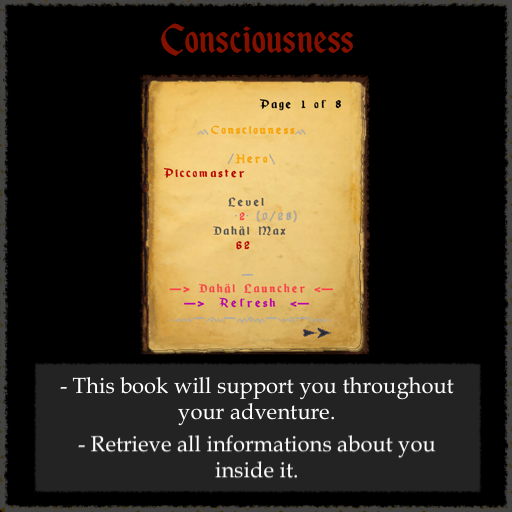 Consciousness
Page 1 of 8
Consciouness
/Hero\
Piccomaster
Level
2 (0/28)
Dahäl Max
62
—> Dahäl Launcher <—
—> Refresh <—
- This book will support you throughout
your adventure.
- Retrieve all informations about you
inside it.